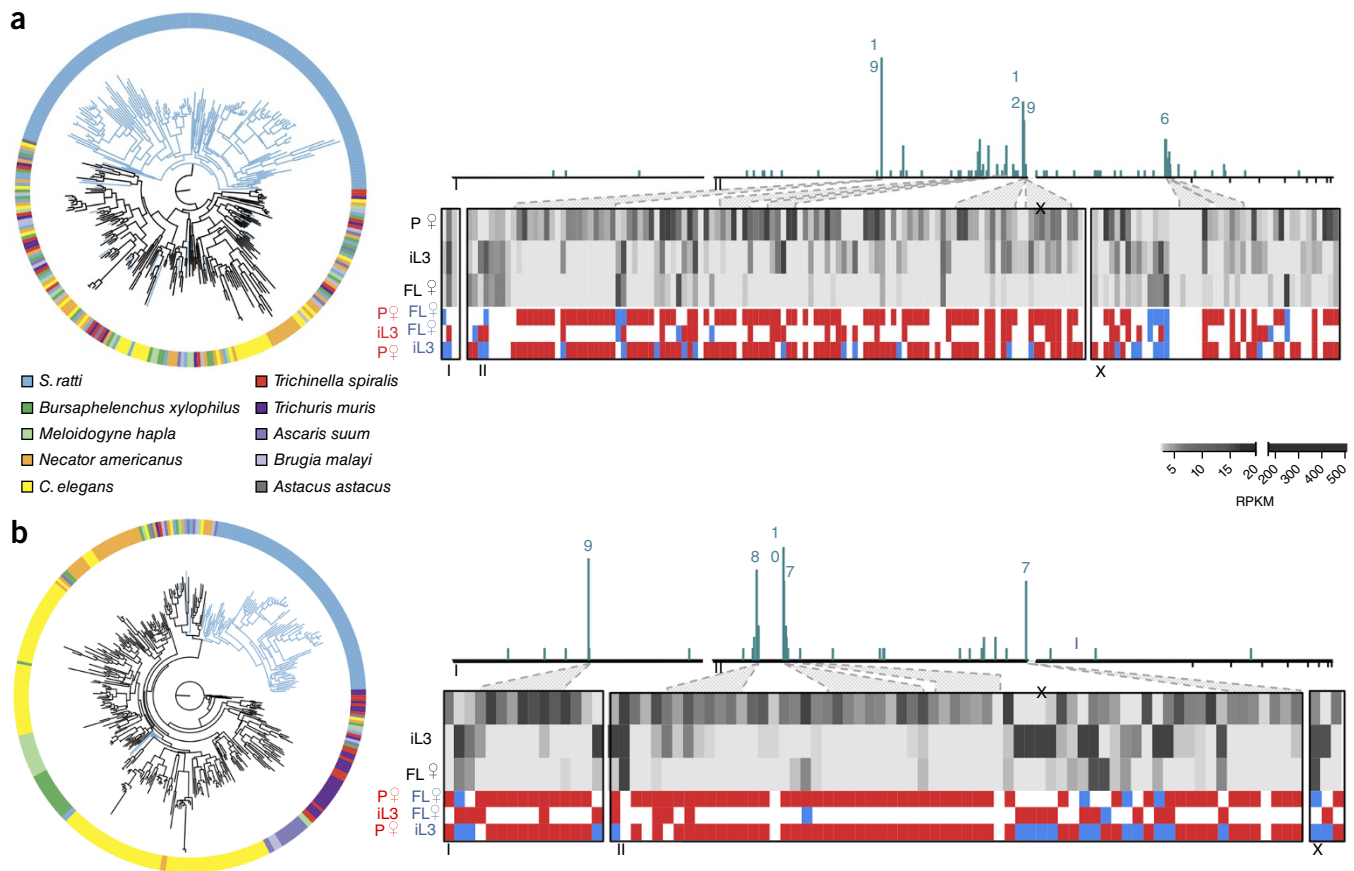 a
1
9
1
2 9
6
I
II
X
P ♀
iL3
FL ♀
P♀ FL♀
iL3 FL♀
P♀ iL3
I
II
X
S. ratti
Bursaphelenchus xylophilus
Meloidogyne hapla
Necator americanus
C. elegans
Trichinella spiralis
Trichuris muris
Ascaris suum
Brugia malayi
Astacus astacus
5 10 15 20 200 300 400 500
RPKM
b
9
8
1
0 7
7
I
I
II
X
iL3
FL ♀
P♀ FL♀
iL3 FL♀
P♀ iL3
I
II
X